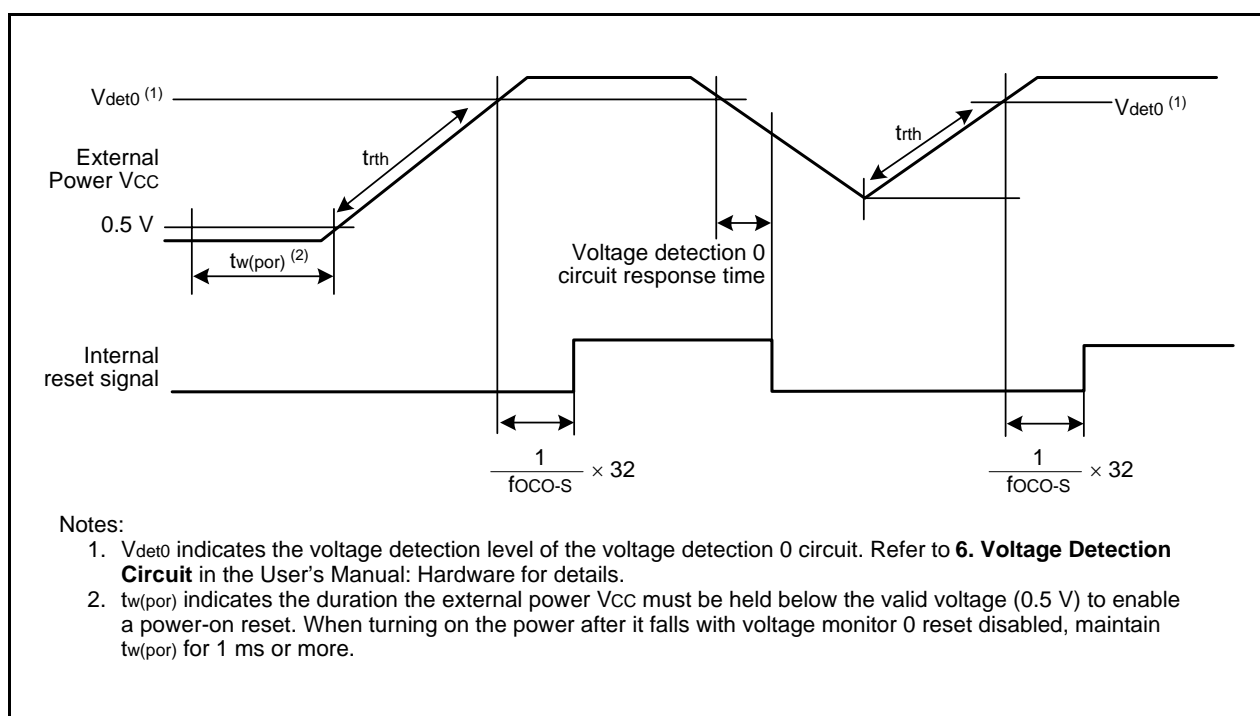 Vdet0 (1)
Vdet0 (1)
trth
trth
External
Power VCC
0.5 V
tw(por) (2)
Voltage detection 0
circuit response time
Internal
reset signal
1
fOCO-S
× 32
1
fOCO-S
× 32
Notes:
1. Vdet0 indicates the voltage detection level of the voltage detection 0 circuit. Refer to 6. Voltage Detection
Circuit in the User's Manual: Hardware for details.
2. tw(por) indicates the duration the external power VCC must be held below the valid voltage (0.5 V) to enable
a power-on reset. When turning on the power after it falls with voltage monitor 0 reset disabled, maintain
tw(por) for 1 ms or more.